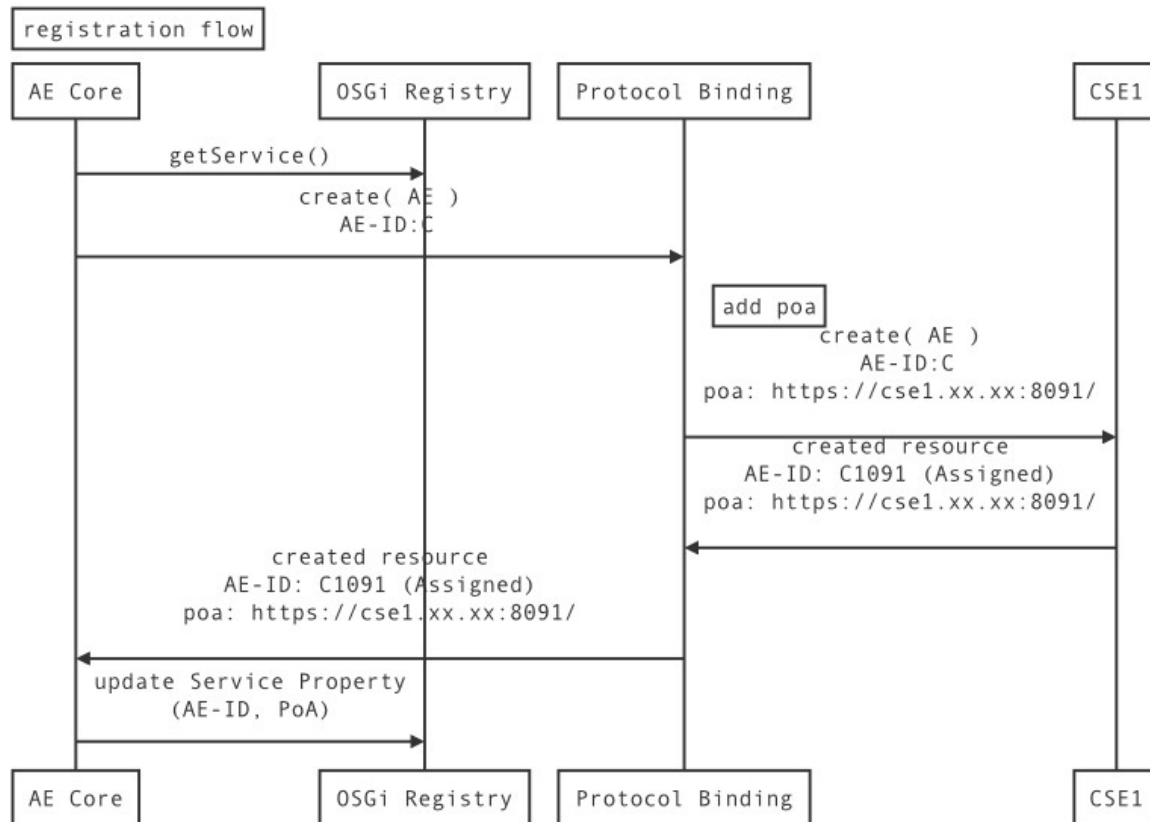 registration flow
AE Core
OSGi Registry
Protocol Binding
CSE1
getService()
create( AE )
AE-ID:C
add poa
create( AE )
AE-ID:C
poa: https://cse1.xx.xx:8091/
created resource
AE-ID: C1091 (Assigned)
poa: https://cse1.xx.xx:8091/
created resource
AE-ID: C1091 (Assigned)
poa: https://cse1.xx.xx:8091/
update Service Property
(AE-ID, PoA)
AE Core
OSGi Registry
Protocol Binding
CSE1